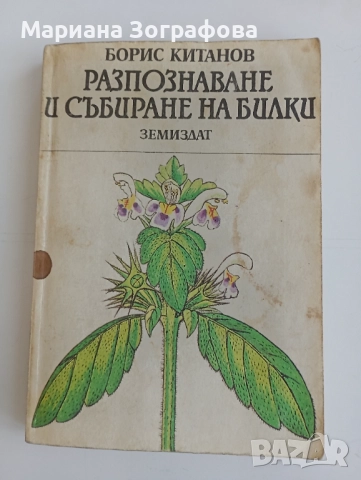 Мариана Зографова
БОРИС КИТАНОВ
РАЗПОЗНАВАНЕ
И СЪБИРАНЕ НА БИЛКИ
ЗЕМИЗДАТ
BAZAR